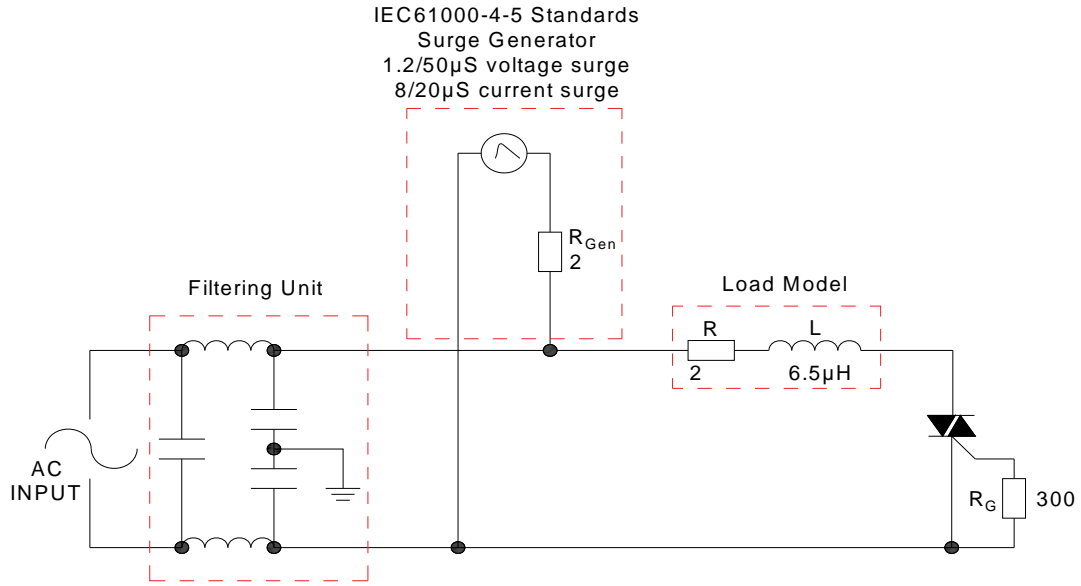 IEC61000-4-5 Standards
Surge Generator
1.2/50µS voltage surge
8/20µS current surge
RGen
2
Filtering Unit
Load Model
R
L
2
6.5µH
AC
INPUT
RG
300